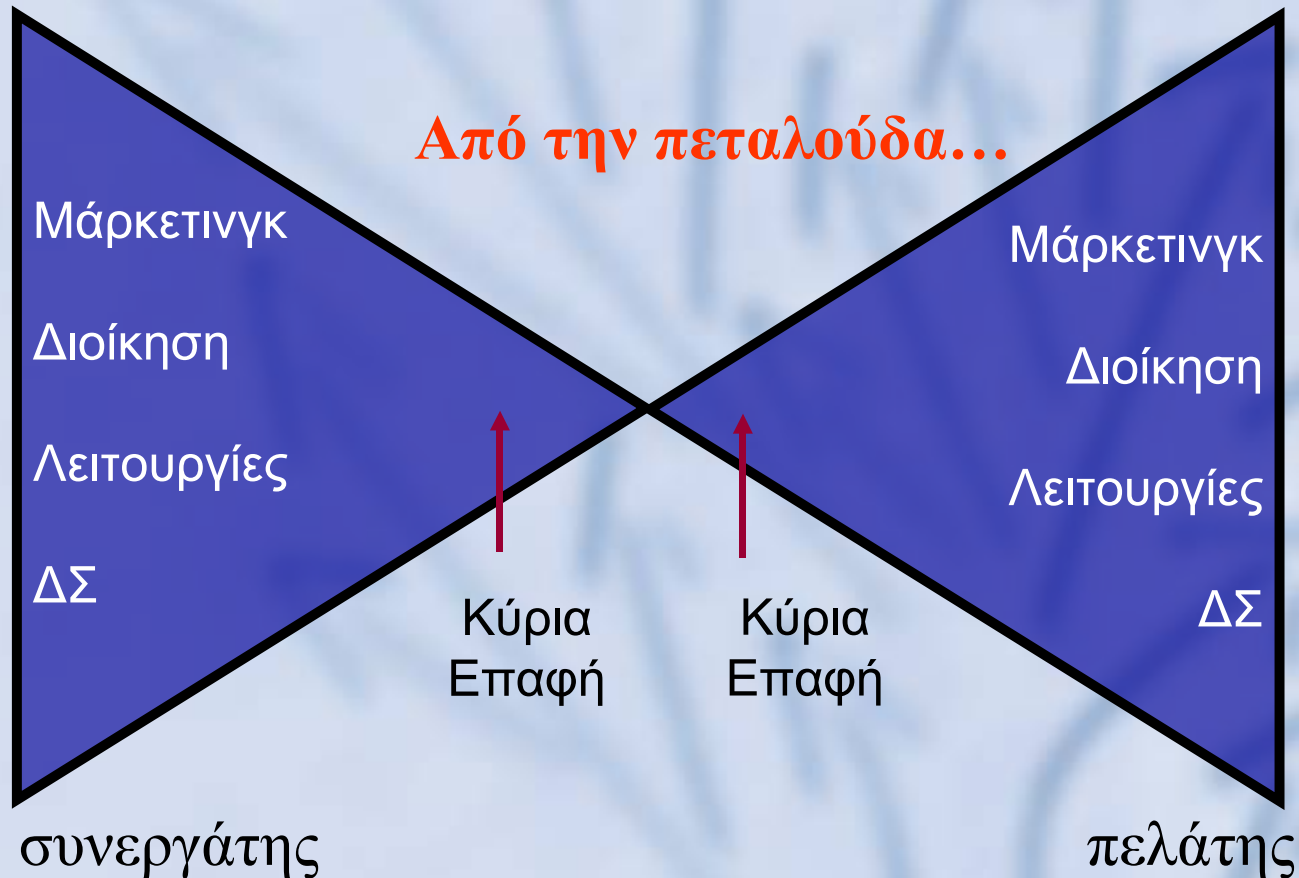 Από την πεταλούδα…
Μάρκετινγκ
Διοίκηση
Λειτουργίες
ΔΣ
Μάρκετινγκ
Διοίκηση
Λειτουργίες
ΔΣ
Κύρια
Επαφή
Κύρια
Επαφή
συνεργάτης
πελάτης